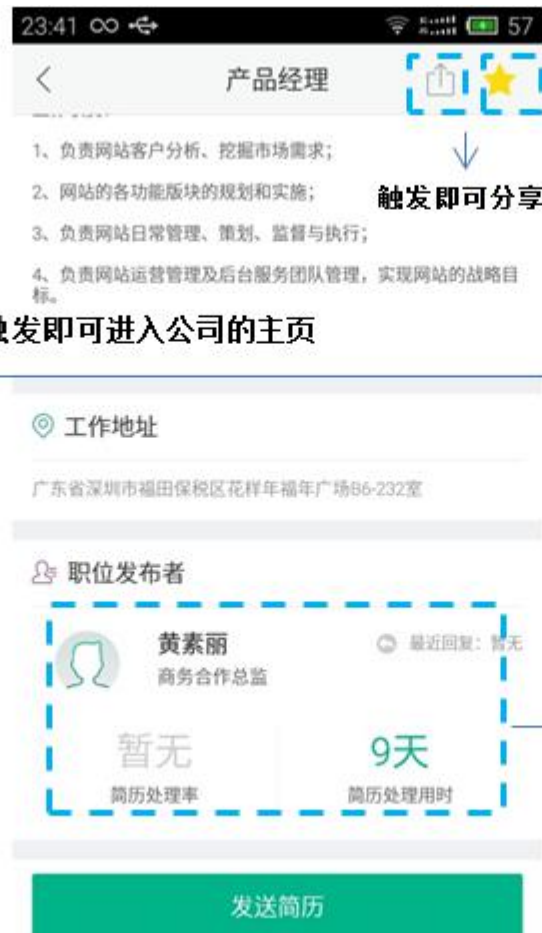 23:41 57
产品经理
1、负责网站客户分析、挖掘市场需求；
2、网站的各功能版块的规划和实施；
触发即可分享
3、负责网站日常管理、策划、监督与执行；
4、负责网站运营管理及后台服务团队管理，实现网站的战略目
标。
发即可进入公司的主页
工作地址
广东省深圳市福田保税区花样年福年广场B6-232室
职位发布者
黄素丽
最近回复：暂无
商务合作总监
暂无 9天
简历处理率 简历处理用时
发送简历